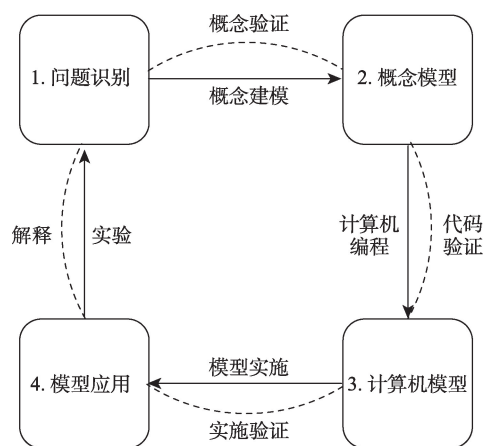 概念验证
1. 问题识别
2. 概念模型
概念建模
解释
实验
计算机
编程
代码
验证
模型实施
4. 模型应用
3. 计算机模型
实施验证